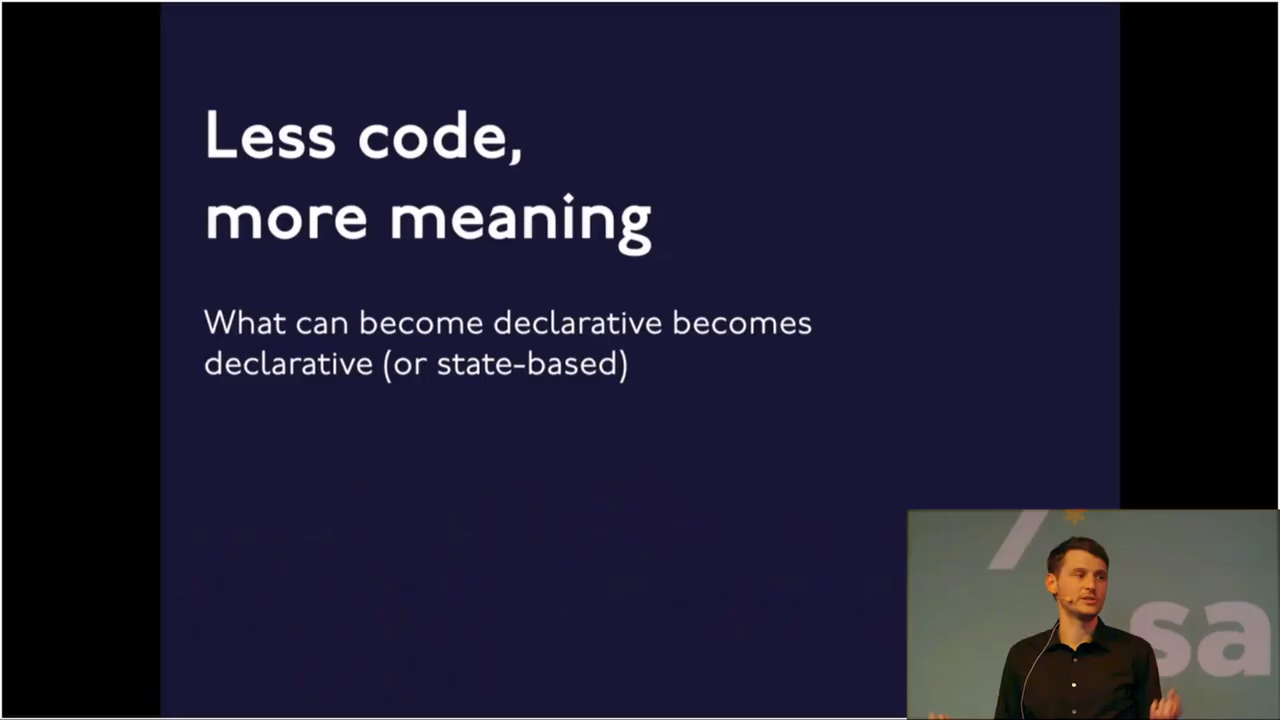 Less code,
more meaning
What can become declarative becomes
declarative (or state-based)
sa